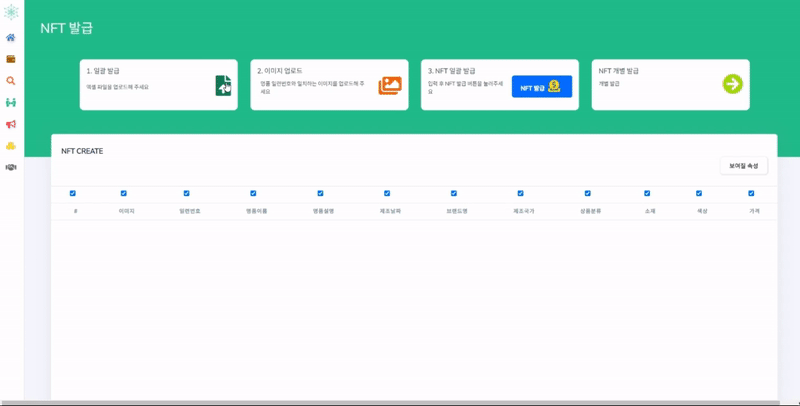 NFT 발급
1. 일괄 발급
엑셀 파일을 업로드해 주세요
2. 이미지 업로드
명품 일련번호와 일치하는 이미지를 업로드해 주
세요
3. NFT 일괄 발급
입력 후 NFT 발급 버튼을 눌러주세
요
NFT 발급
NFT 개별 발급
개별 발급
NFT CREATE
보여질 속성
# 이미지 일련번호 명품이름 명품설명 제조날짜 브랜드명 제조국가 상품분류 소재 색상 가격